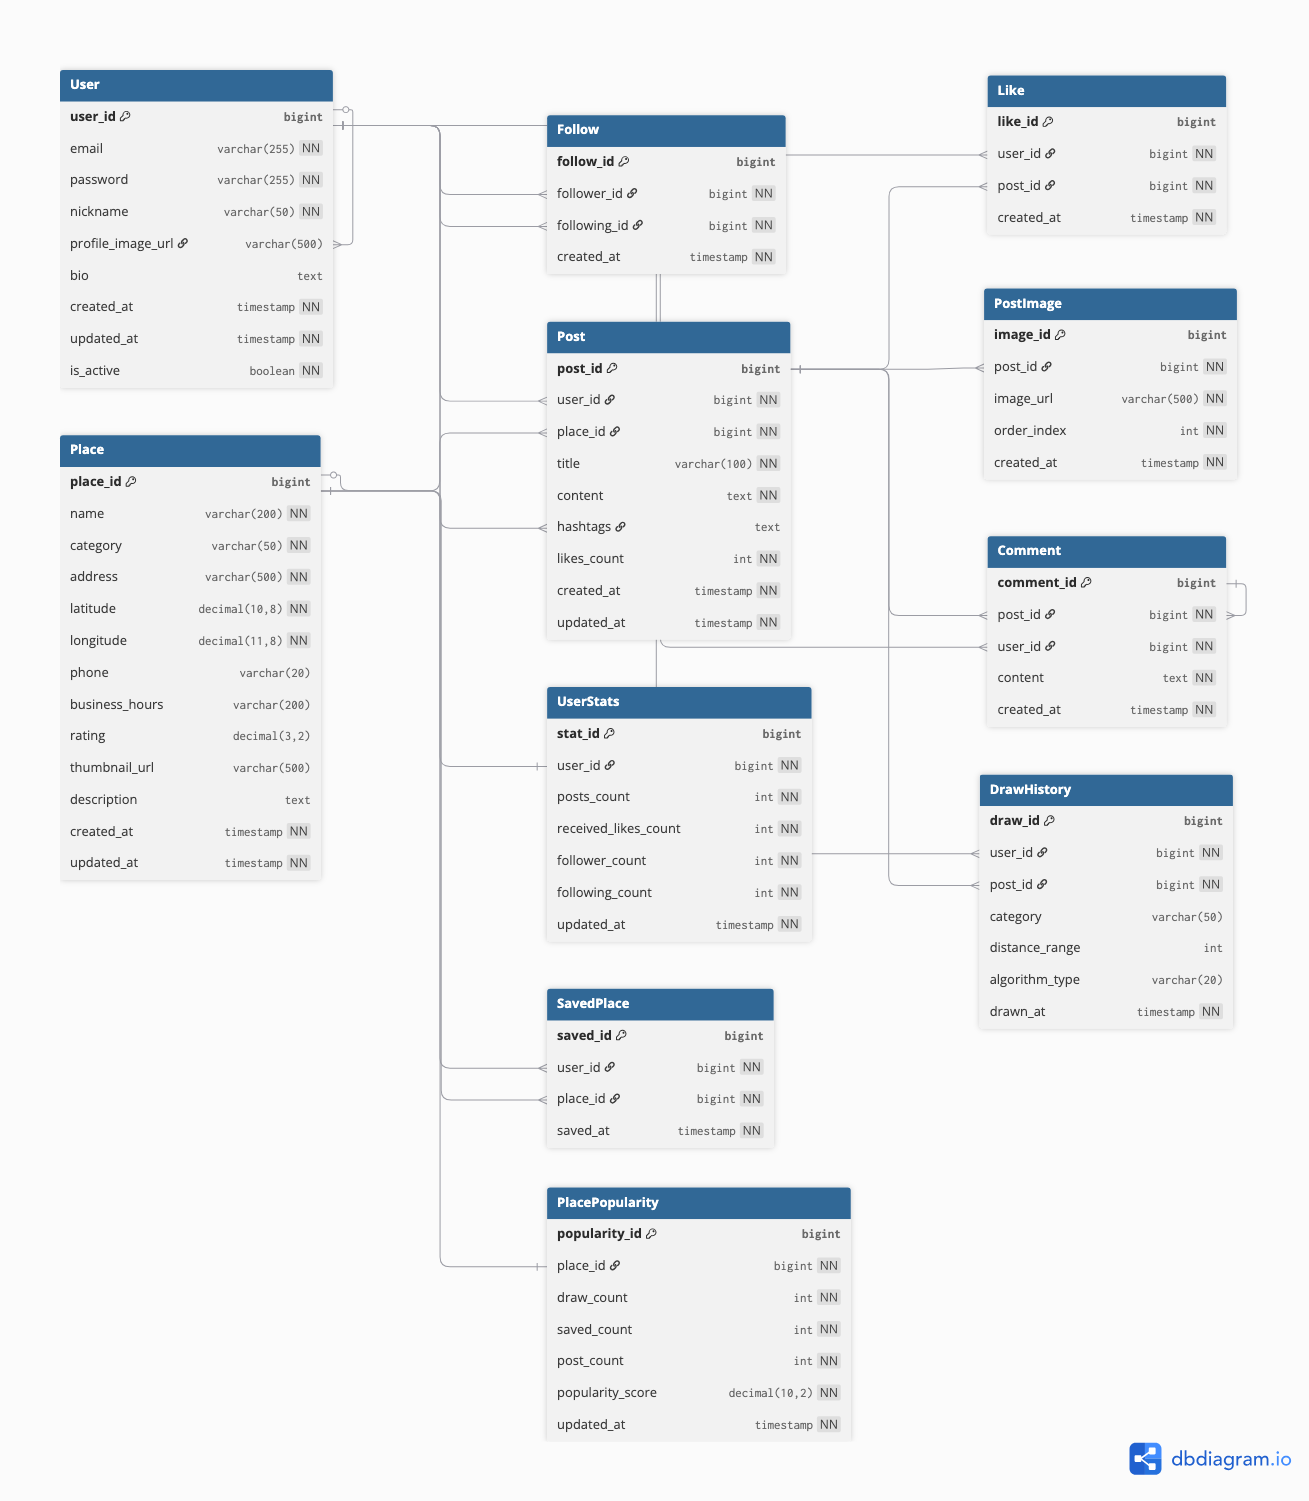 User
user_id bigint
email varchar(255) NN
password varchar(255) NN
nickname varchar(50) NN
profile_image_url varchar(500)
bio text
created_at timestamp NN
updated_at timestamp NN
is_active boolean NN
Place
place_id bigint
name varchar(200) NN
category varchar(50) NN
address varchar(500) NN
latitude decimal(10,8) NN
longitude decimal(11,8) NN
phone varchar(20)
business_hours varchar(200)
rating decimal(3,2)
thumbnail_url varchar(500)
description text
created_at timestamp NN
updated_at timestamp NN
Follow
follow_id bigint
follower_id bigint NN
following_id bigint NN
created_at timestamp NN
Post
post_id bigint
user_id bigint NN
place_id bigint NN
title varchar(100) NN
content text NN
hashtags text
likes_count int NN
created_at timestamp NN
updated_at timestamp NN
UserStats
stat_id bigint
user_id bigint NN
posts_count int NN
received_likes_count int NN
follower_count int NN
following_count int NN
updated_at timestamp NN
SavedPlace
saved_id bigint
user_id bigint NN
place_id bigint NN
saved_at timestamp NN
PlacePopularity
popularity_id bigint
place_id bigint NN
draw_count int NN
saved_count int NN
post_count int NN
popularity_score decimal(10,2) NN
updated_at timestamp NN
Like
like_id bigint
user_id bigint NN
post_id bigint NN
created_at timestamp NN
PostImage
image_id bigint
post_id bigint NN
image_url varchar(500) NN
order_index int NN
created_at timestamp NN
Comment
comment_id bigint
post_id bigint NN
user_id bigint NN
content text NN
created_at timestamp NN
DrawHistory
draw_id bigint
user_id bigint NN
post_id bigint NN
category varchar(50)
distance_range int
algorithm_type varchar(20)
drawn_at timestamp NN
dbdiagram.io